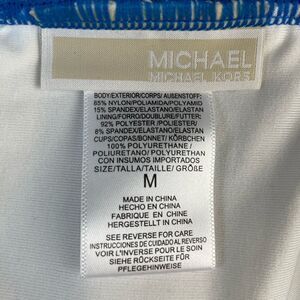 MICHAEL
MICHAEL KORS
BODY/EXTERIOR/CORPS/ AUßENSTOFF:
85% NYLON/POLIAMIDA/POLYAMID
15% SPANDEX/ELASTANO/ELASTAN
LINING/FORRO/DOUBLURE/FUTTER:
92% POLYESTER/POLIESTER/
8% SPANDEX/ELASTANO/ELASTAN
CUPS/COPAS/BONNET/ KÖRBCHEN
100% POLYURETHANE/
POLIURETANO/POLYURETHAN
CON INSUMOS IMPORTADOS
SIZE/TALLA/TAILLE/ GRÖßE
M
MADE IN CHINA
HECHO EN CHINA
FABRIQUE EN CHINE
HERGESTELLT IN CHINA
SEE REVERSE FOR CARE
INSTRUCCIONES DE CUIDADO AL REVERSO
VOIR L'INVERSE POUR LE SOIN
SIEHE RÜCKSEITE FÜR
PFLEGEHINWEISE